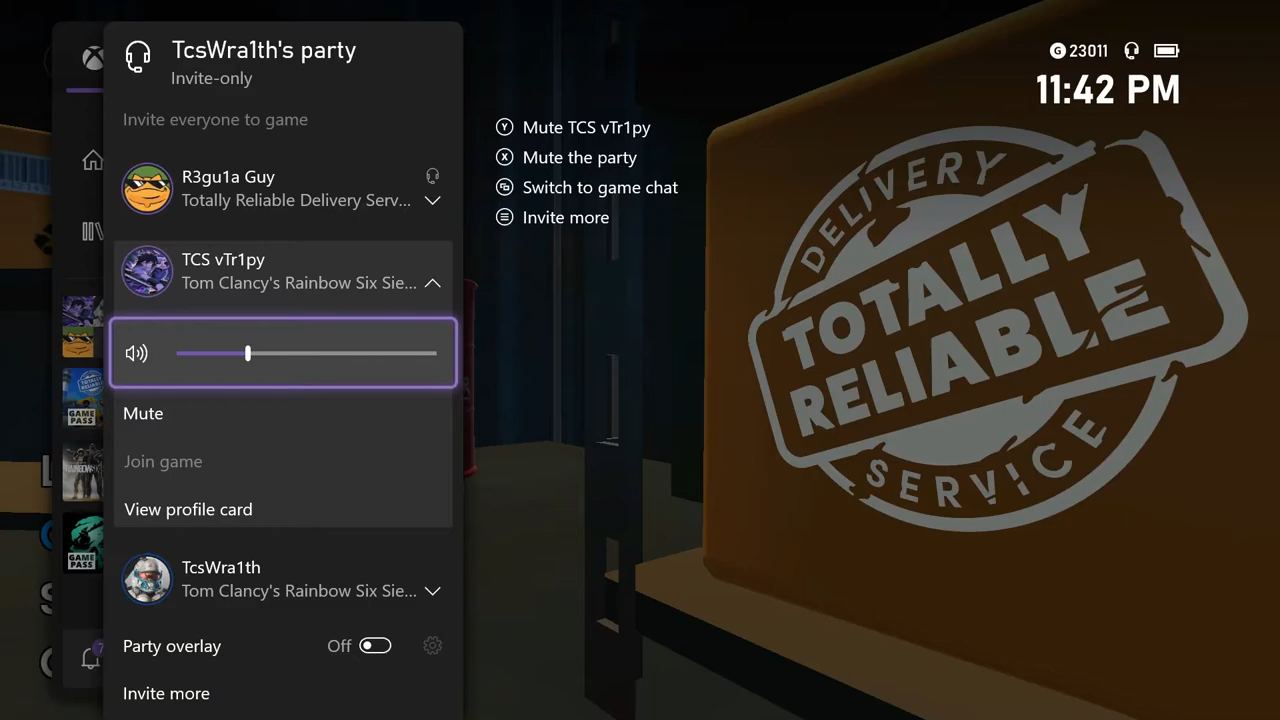 TcsWra1th's party
Invite-only
Invite everyone to game
R3gu1a Guy
Totally Reliable Delivery Serv...
TCS vTr1py
Tom Clancy's Rainbow Six Sie...
Mute
Join game
View profile card
TcsWra1th
Tom Clancy's Rainbow Six Sie...
Party overlay Off
Invite more
Y Mute TCS vTr1py
X Mute the party
Switch to game chat
Invite more
G 23011
11:42 PM
DELIVERY
TOTALLY
RELIABLE
SERVICE
GAME
PASS
GAME
PASS